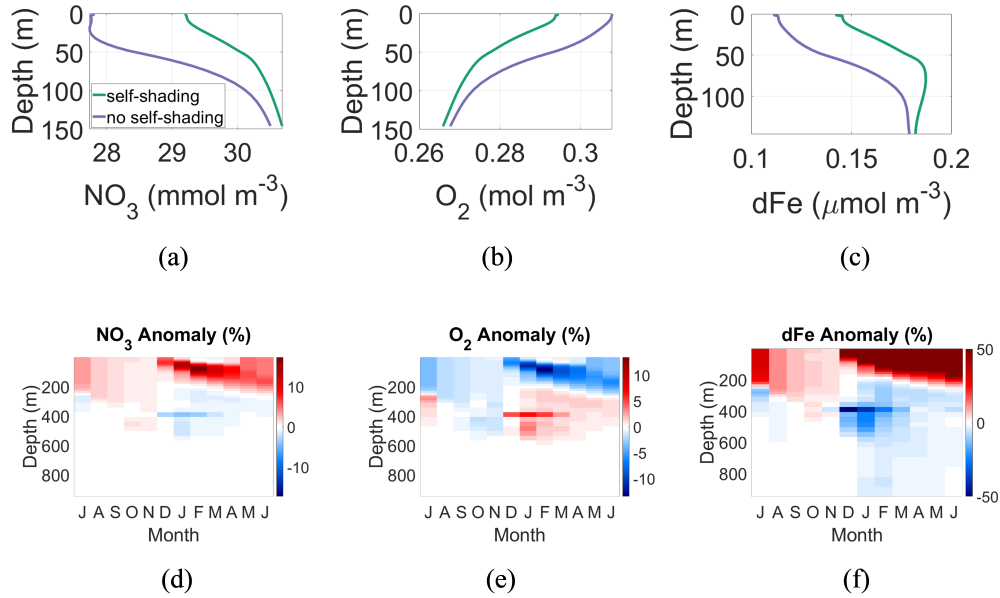 0
50
100
150
Depth (m)
self-shading
no self-shading
28 29 30
NO3 (mmol m-3)
(a)
0
50
100
150
Depth (m)
0.26 0.28 0.3
O2 (mol m-3)
(b)
0
50
100
Depth (m)
0.1 0.15 0.2
dFe (μmol m-3)
(c)
NO3 Anomaly (%)
200
400
600
800
Depth (m)
J A S O N D J F M A M J
Month
10
0
-10
(d)
O2 Anomaly (%)
200
400
600
800
Depth (m)
J A S O N D J F M A M J
Month
10
5
0
-5
-10
(e)
dFe Anomaly (%)
200
400
600
800
Depth (m)
J A S O N D J F M A M J
Month
50
0
-50
(f)